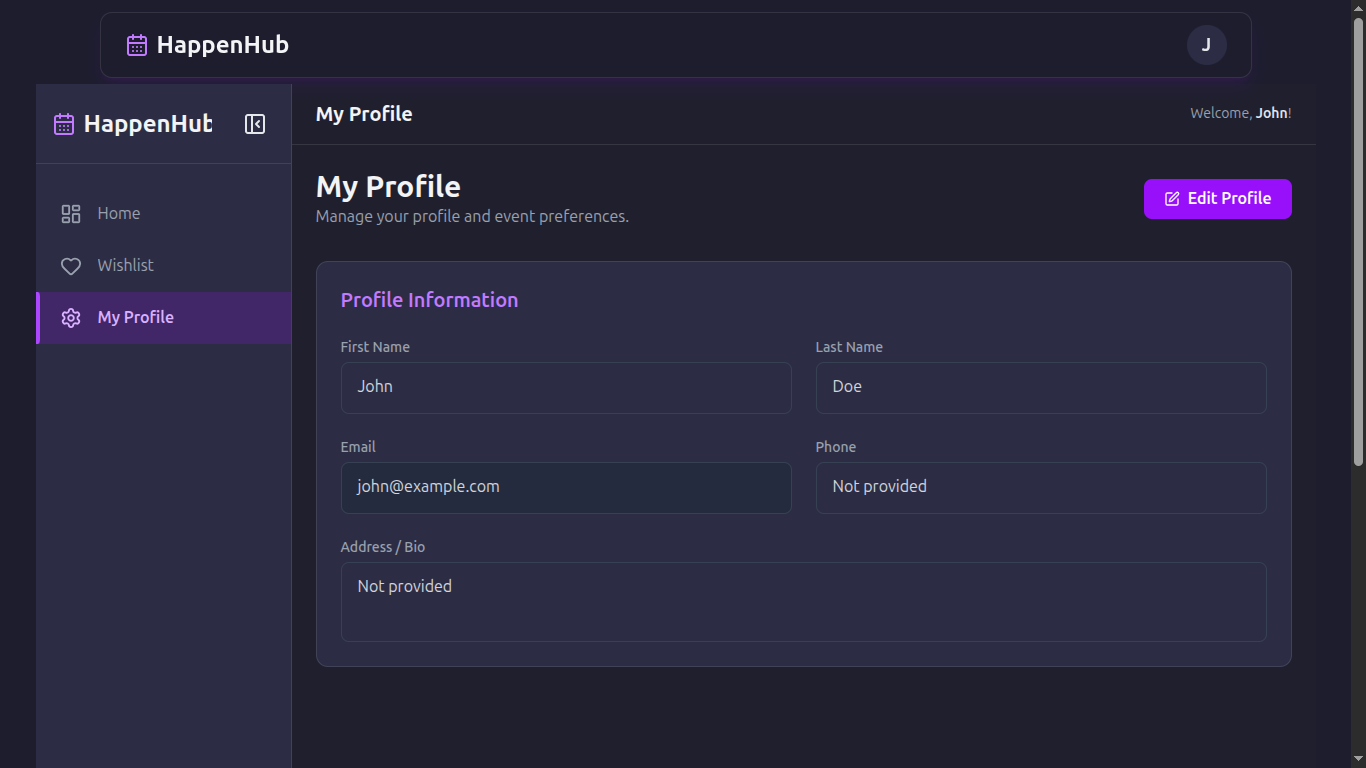 HappenHub
J
HappenHub
My Profile
Welcome, John!
Home
Wishlist
My Profile
My Profile
Manage your profile and event preferences.
Edit Profile
Profile Information
First Name
Last Name
John
Doe
Email
Phone
john@example.com
Not provided
Address / Bio
Not provided